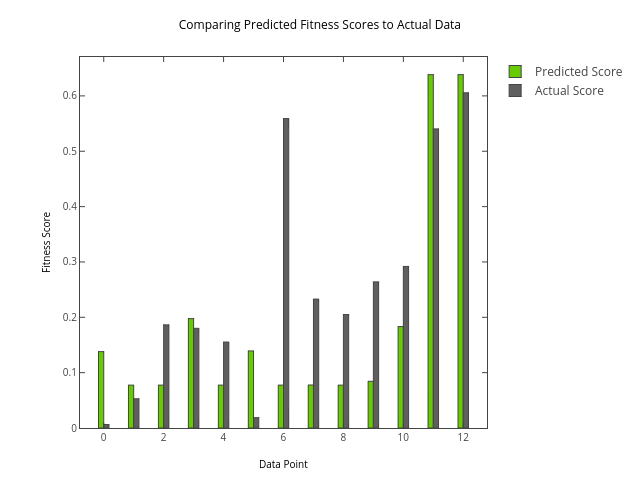 Comparing Predicted Fitness Scores to Actual Data
Predicted Score
Actual Score
0.6
0.5
0.4
0.3
0.2
0.1
0
Fitness Score
0 2 4 6 8 10 12
Data Point